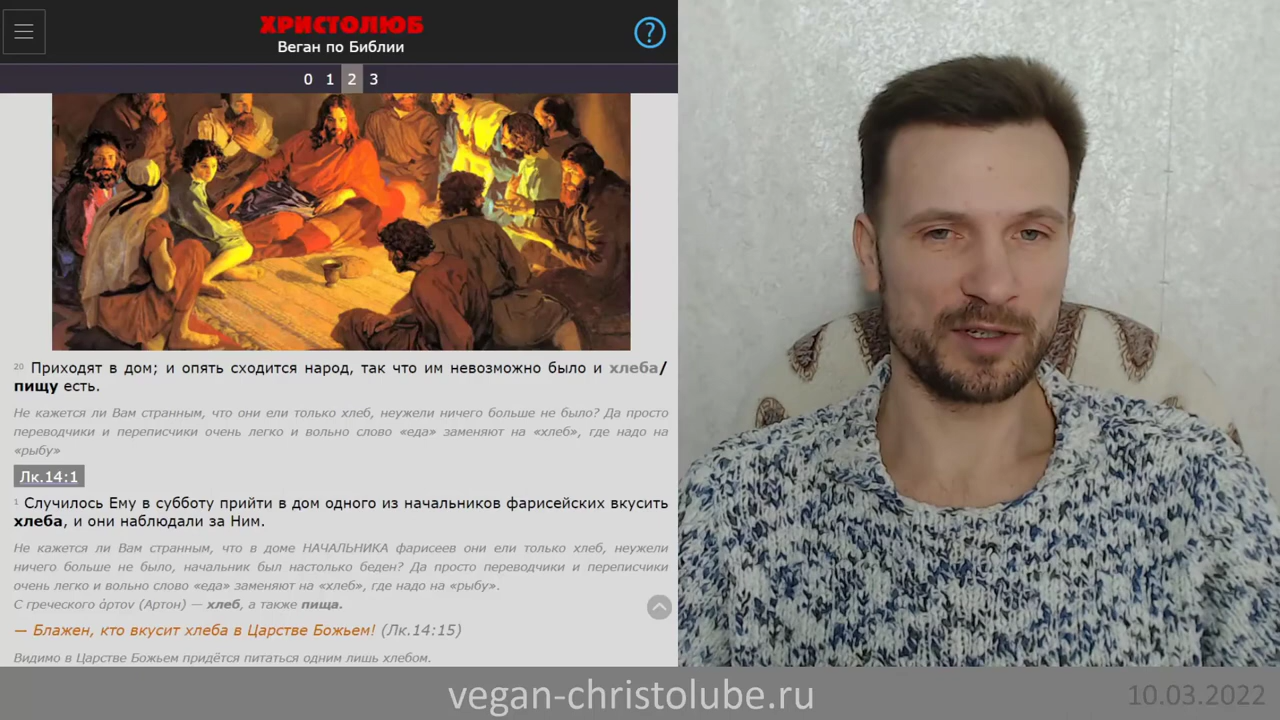 ХРИСТОЛЮБ
Веган по Библии
?
0 1 2 3
20 Приходят в дом; и опять сходится народ, так что им невозможно было и хлеба/
пищу есть.
Не кажется ли Вам странным, что они ели только хлеб, неужели ничего больше не было? Да просто
переводчики и переписчики очень легко и вольно слово «еда» заменяют на «хлеб», где надо на
«рыбу»
Лк.14:1
1 Случилось Ему в субботу прийти в дом одного из начальников фарисейских вкусить
хлеба, и они наблюдали за Ним.
Не кажется ли Вам странным, что в доме НАЧАЛЬНИКА фарисеев они ели только хлеб, неужели
ничего больше не было, начальник был настолько беден? Да просто переводчики и переписчики
очень легко и вольно слово «еда» заменяют на «хлеб», где надо на «рыбу».
С греческого ἀρτον (Артон) — хлеб, а также пища.
— Блажен, кто вкусит хлеба в Царстве Божьем! (Лк.14:15)
Видимо в Царстве Божьем придётся питаться одним лишь хлебом.
vegan-christolube.ru
10.03.2022